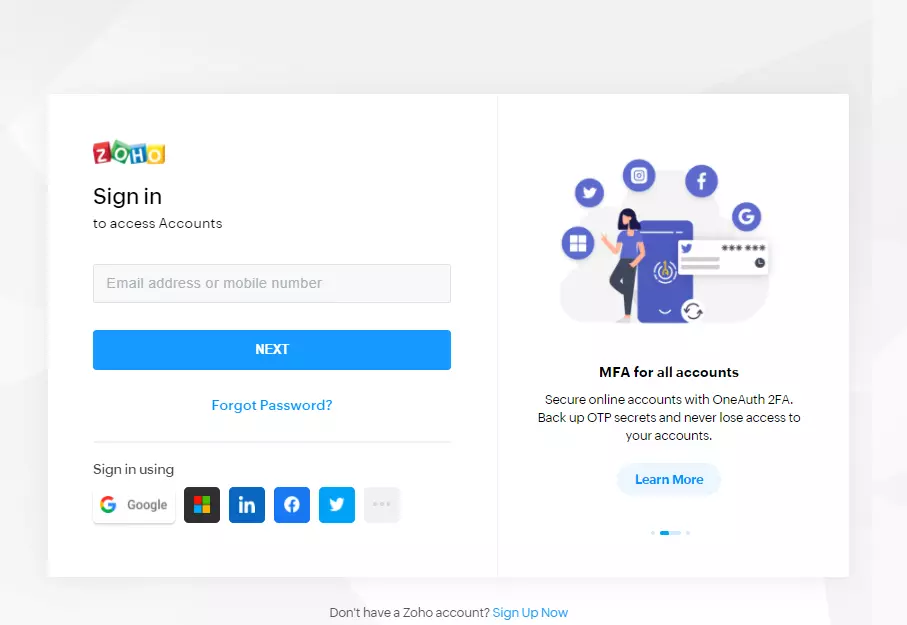 ZOHO
Sign in
to access Accounts
Email address or mobile number
NEXT
Forgot Password?
Sign in using
Google
in
MFA for all accounts
Secure online accounts with OneAuth 2FA.
Back up OTP secrets and never lose access to
your accounts.
Learn More
Don't have a Zoho account? Sign Up Now